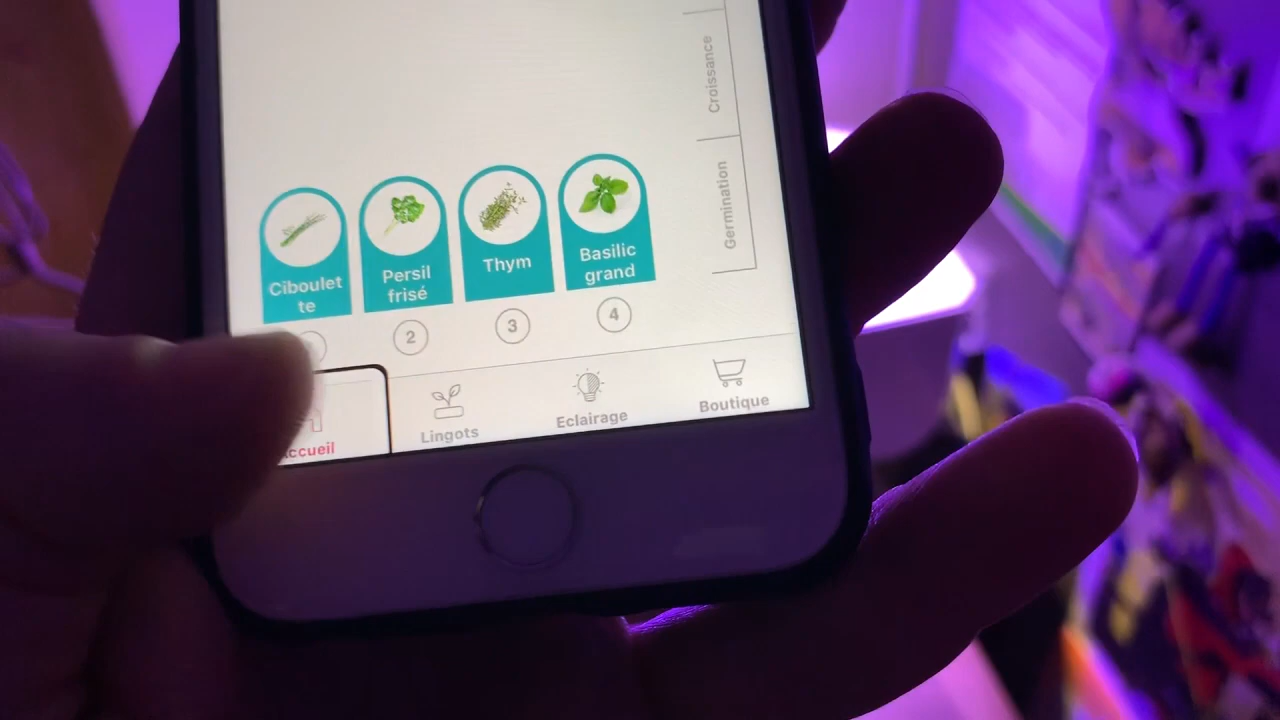 Croissance
Germination
Ciboulet
te
Persil
frisé
Thym
Basilic
grand
2
3
4
Accueil
Lingots
Eclairage
Boutique